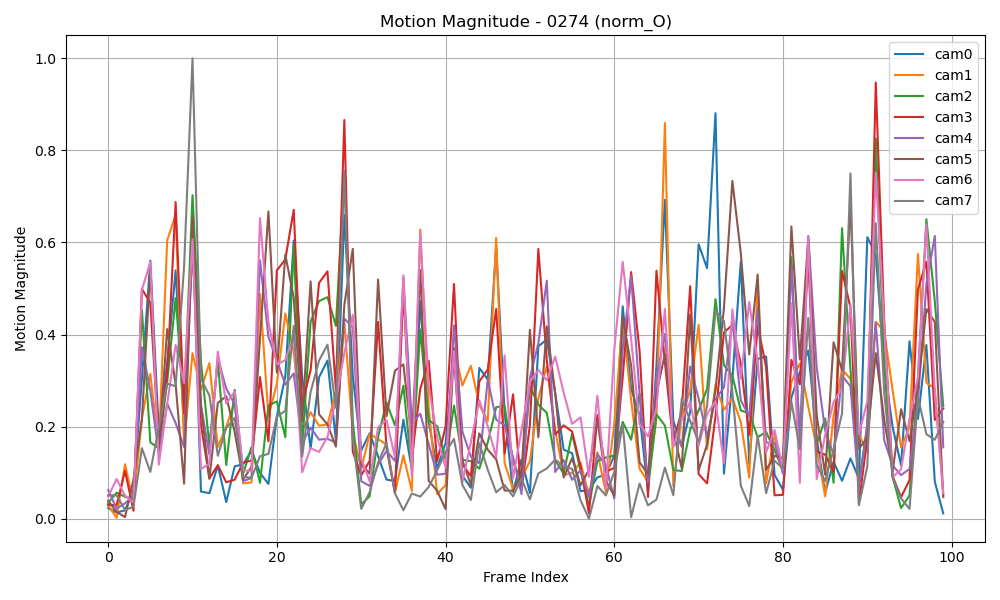 Motion Magnitude - 0274 (norm_O)
Motion Magnitude
1.0
0.8
0.6
0.4
0.2
0.0
0
20
40
60
80
100
Frame Index
cam0
cam1
cam2
cam3
cam4
cam5
cam6
cam7